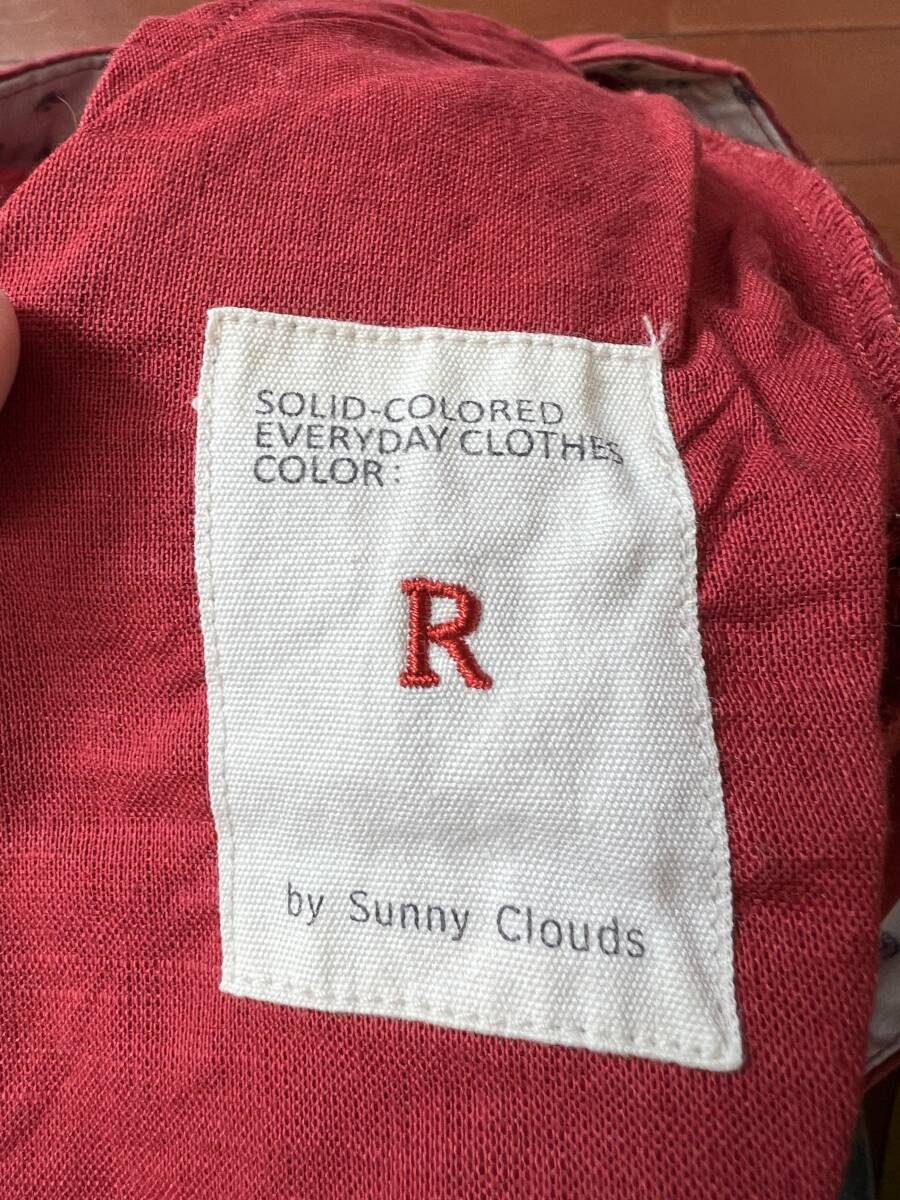 SOLID-COLORED
EVERYDAY CLOTHES
COLOR:
R
by Sunny Clouds